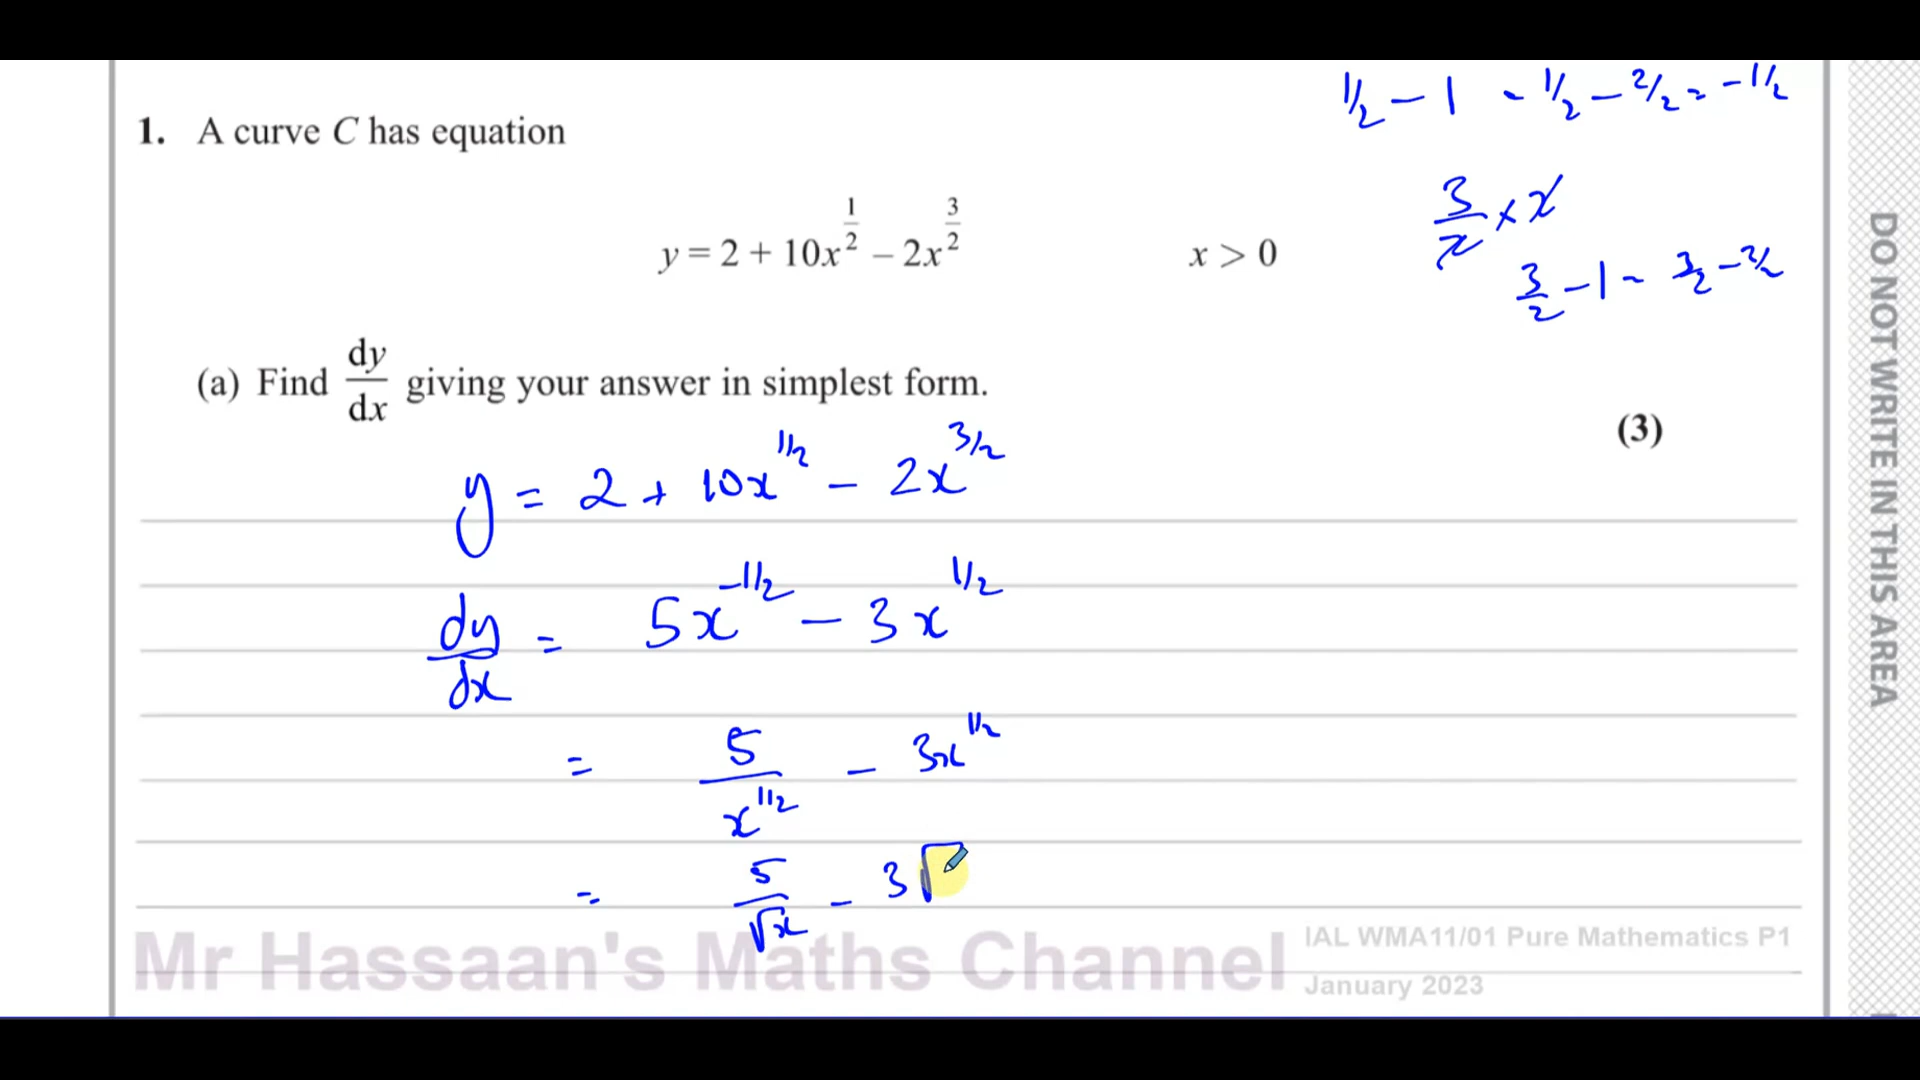 1/2 - 1 = 1/2 - 2/2 = -1/2
1. A curve C has equation
3/2 × 2
y = 2 + 10x^{1/2} - 2x^{3/2} x > 0
3/2 - 1 = 3/2 - 2/2
(a) Find dy/dx giving your answer in simplest form.
(3)
y = 2 + 10x^{1/2} - 2x^{3/2}
dy/dx = 5x^{-1/2} - 3x^{1/2}
= 5/x^{1/2} - 3x^{1/2}
= 5/√x - 3√
Mr Hassaan's Maths Channel
IAL WMA11/01 Pure Mathematics P1
January 2023
DO NOT WRITE IN THIS AREA